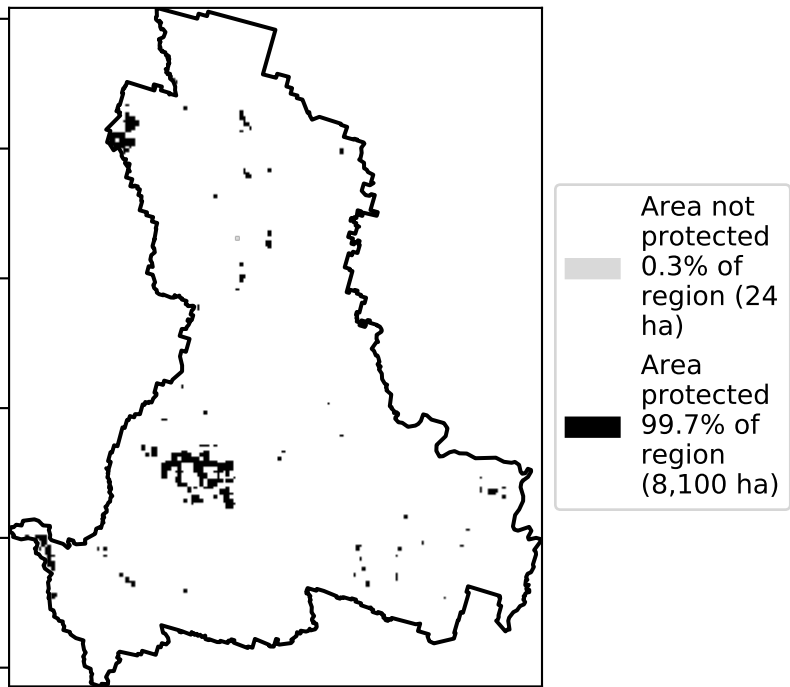 Area not
protected
0.3% of
region (24
ha)
Area
protected
99.7% of
region
(8,100 ha)